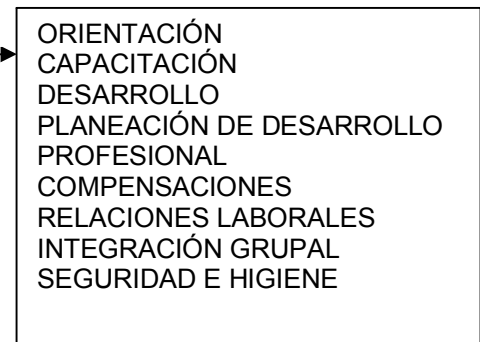 ORIENTACIÓN
CAPACITACIÓN
DESARROLLO
PLANEACIÓN DE DESARROLLO
PROFESIONAL
COMPENSACIONES
RELACIONES LABORALES
INTEGRACIÓN GRUPAL
SEGURIDAD E HIGIENE